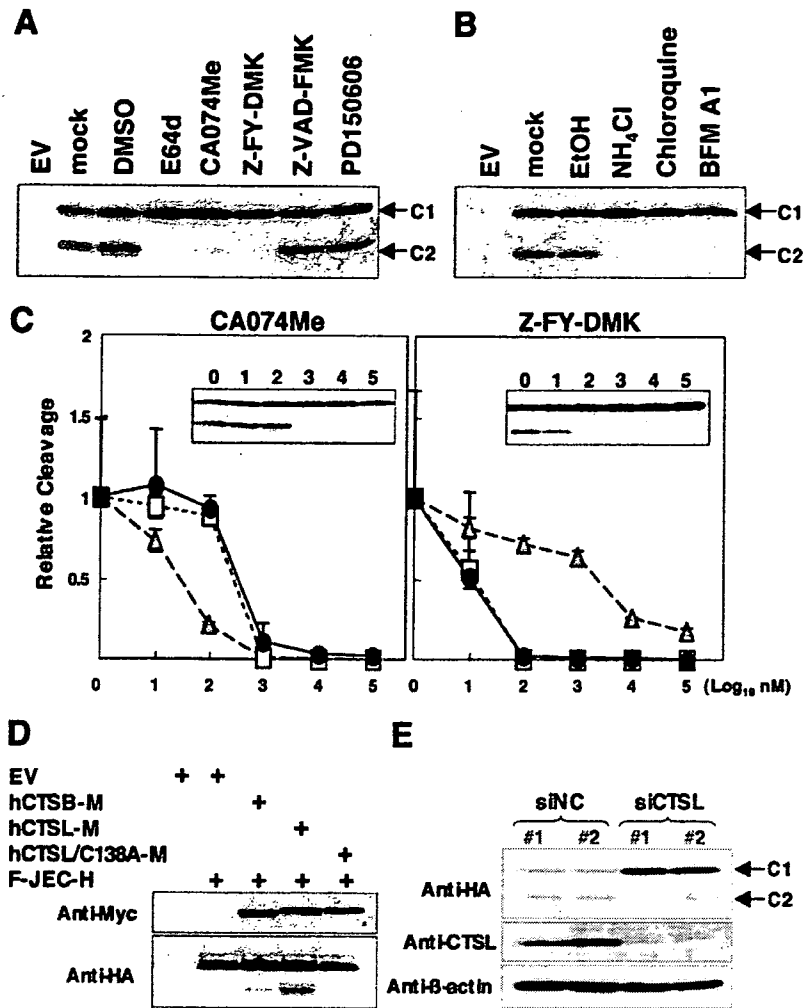 A
EV
mock
DMSO
E64d
CA074Me
Z-FY-DMK
Z-VAD-FMK
PD150606
C1
C2
B
EV
mock
EtOH
NH₄Cl
Chloroquine
BFM A1
C1
C2
C
CA074Me
Z-FY-DMK
Relative Cleavage
2
1.5
1
0.5
0 1 2 3 4 5
0 1 2 3 4 5
0 1 2 3 4 5
0 1 2 3 4 5 (Log₁₀ nM)
D
EV + +
hCTSB-M +
hCTSL-M +
hCTSL/C138A-M +
F-JEC-H + + + +
Anti-Myc
Anti-HA
E
siNC siCTSL
#1 #2 #1 #2
Anti-HA
C1
C2
Anti-CTSL
Anti-β-actin